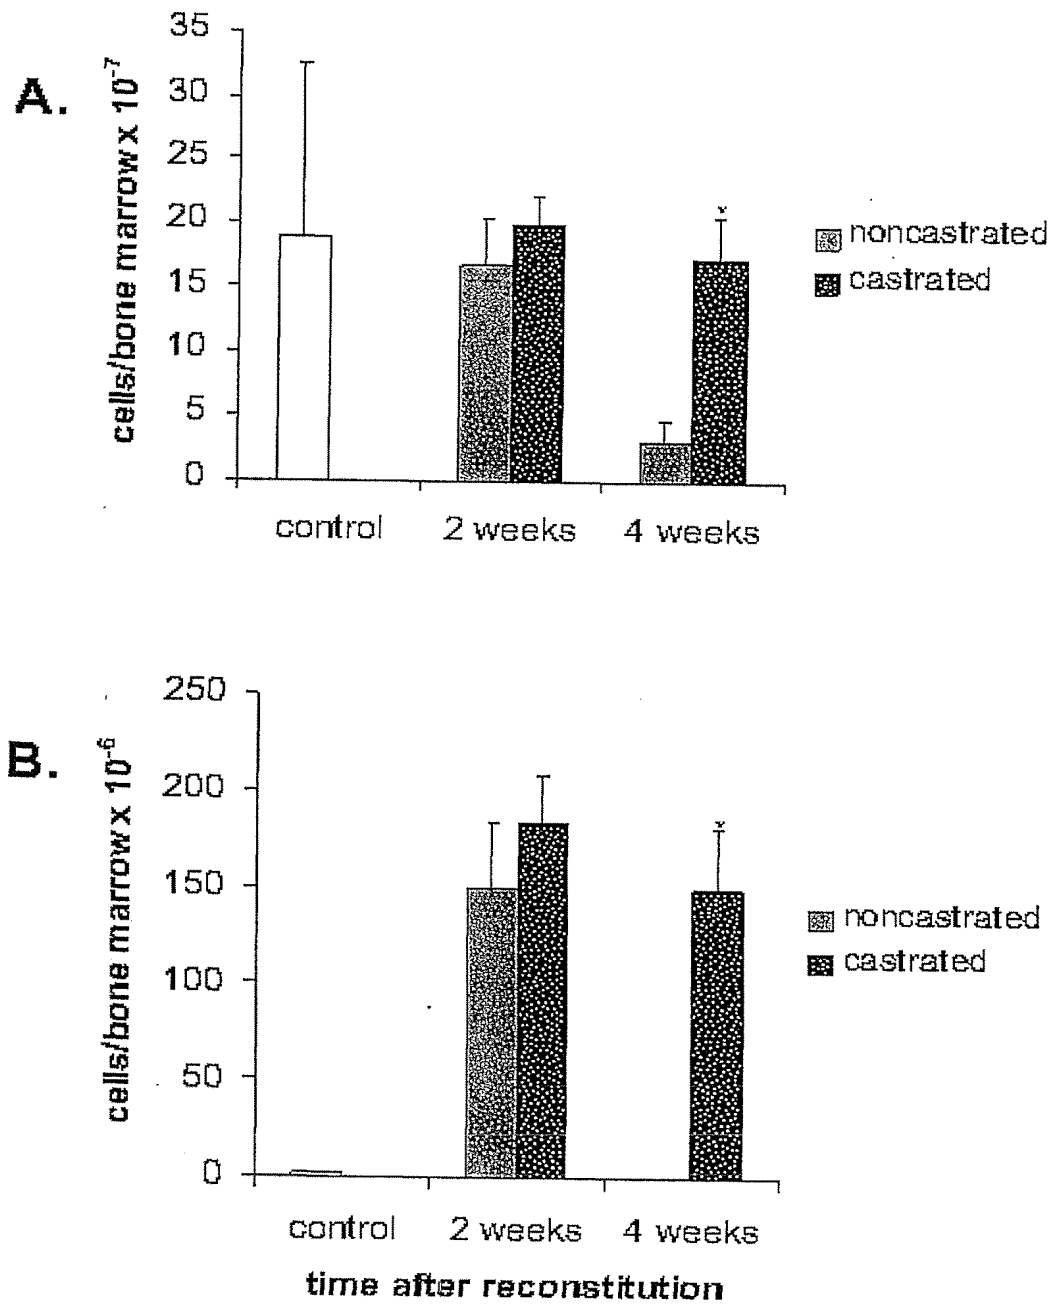 A.
cells/bone marrow x 10^-7
35
30
25
20
15
10
5
0
control 2 weeks 4 weeks
*
noncastrated
castrated
B.
cells/bone marrow x 10^-6
250
200
150
100
50
0
control 2 weeks 4 weeks
*
noncastrated
castrated
time after reconstitution